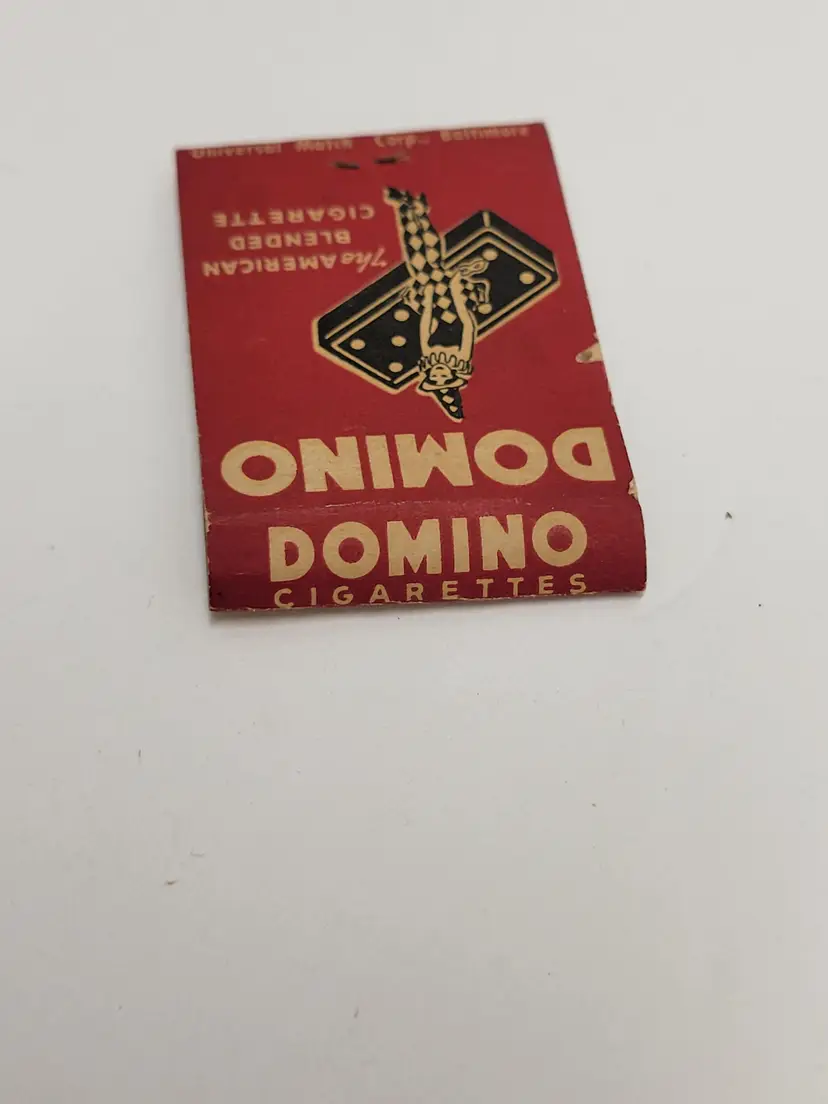 Universal Match Corp., Baltimore
The AMERICAN
BLENDED
CIGARETTE
DOMINO
DOMINO
CIGARETTES